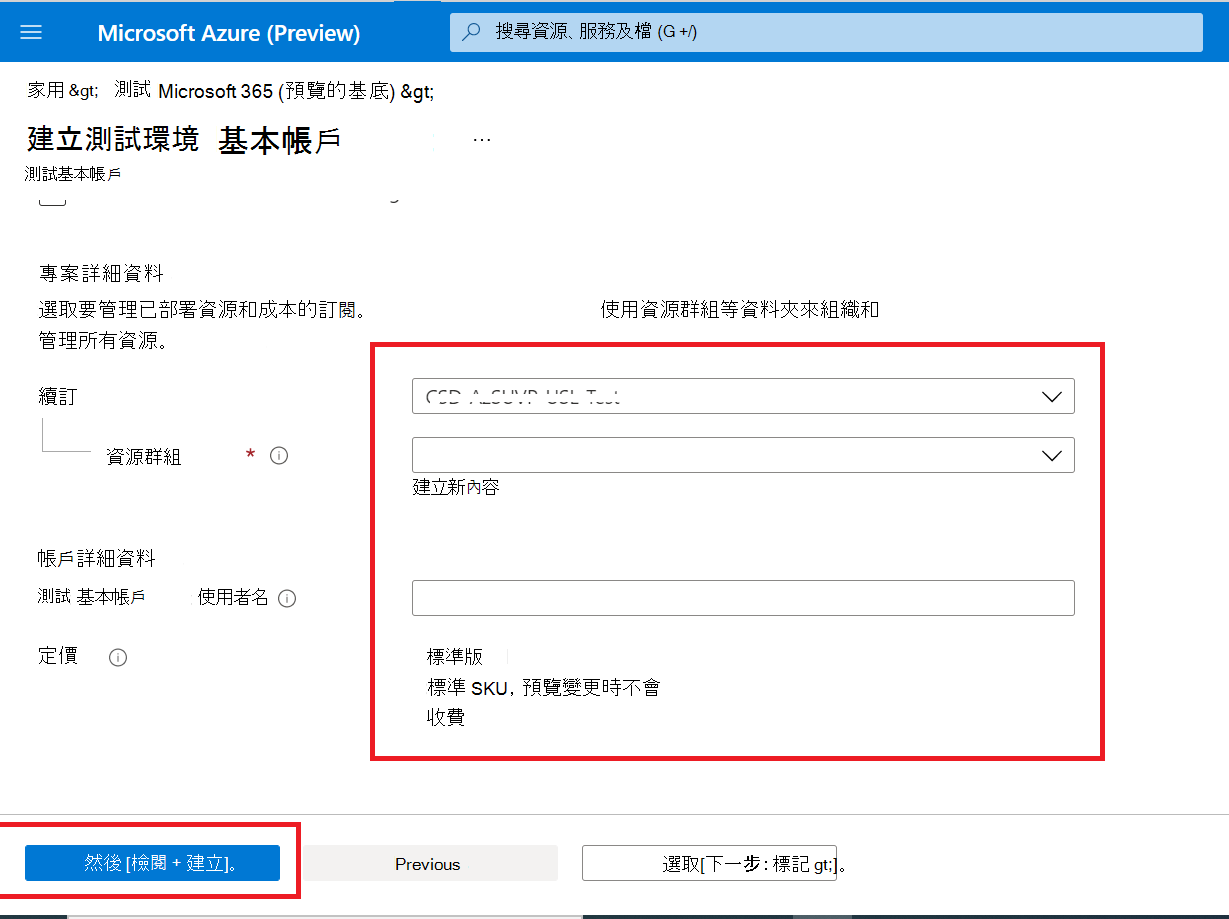 Microsoft Azure (Preview)
搜尋資源、服務及檔 (G +/)
家用 &gt; 測試 Microsoft 365 (預覽的基底) &gt;
建立測試環境 基本帳戶 ...
測試基本帳戶
專案詳細資料
選取要管理已部署資源和成本的訂閱。 使用資源群組等資料夾來組織和
管理所有資源。
續訂
資源群組 *
建立新內容
帳戶詳細資料
測試 基本帳戶 使用者名
定價
標準版
標準 SKU, 預覽變更時不會
收費
然後 [檢閱 + 建立]。
Previous
選取[下一步: 標記 gt;]。